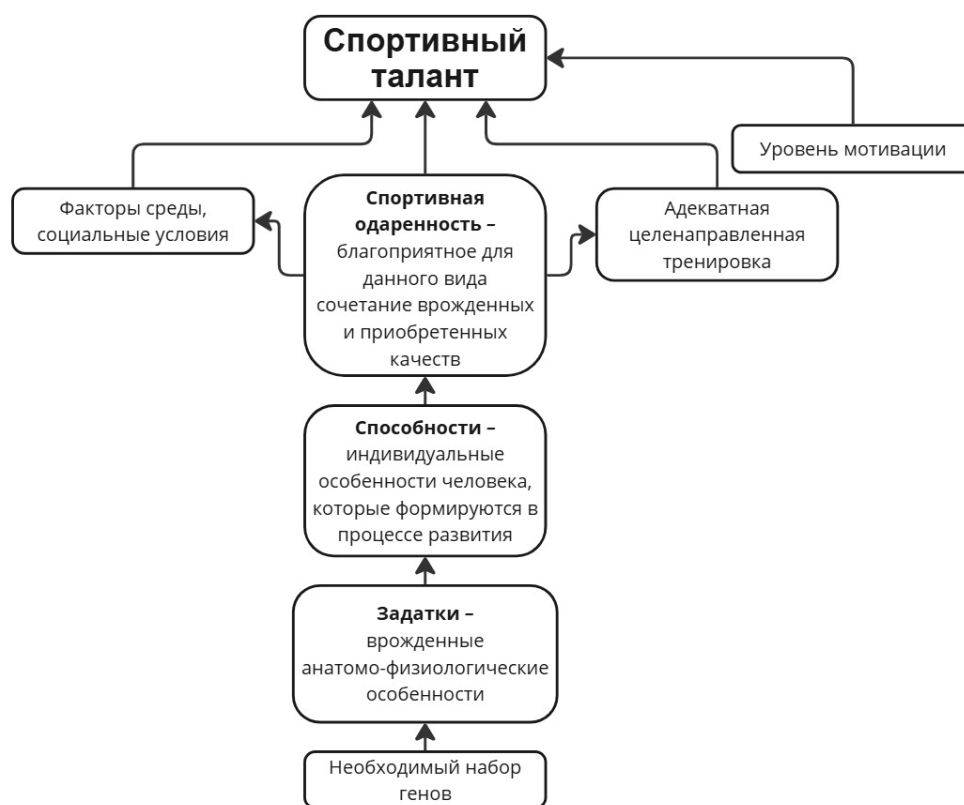 Спортивный
талант
Уровень мотивации
Факторы среды,
социальные условия
Спортивная
одаренность –
благоприятное для
данного вида
сочетание врожденных
и приобретенных
качеств
Адекватная
целенаправленная
тренировка
Способности –
индивидуальные
особенности человека,
которые формируются в
процессе развития
Задатки –
врожденные
анатомо-физиологические
особенности
Необходимый набор
генов